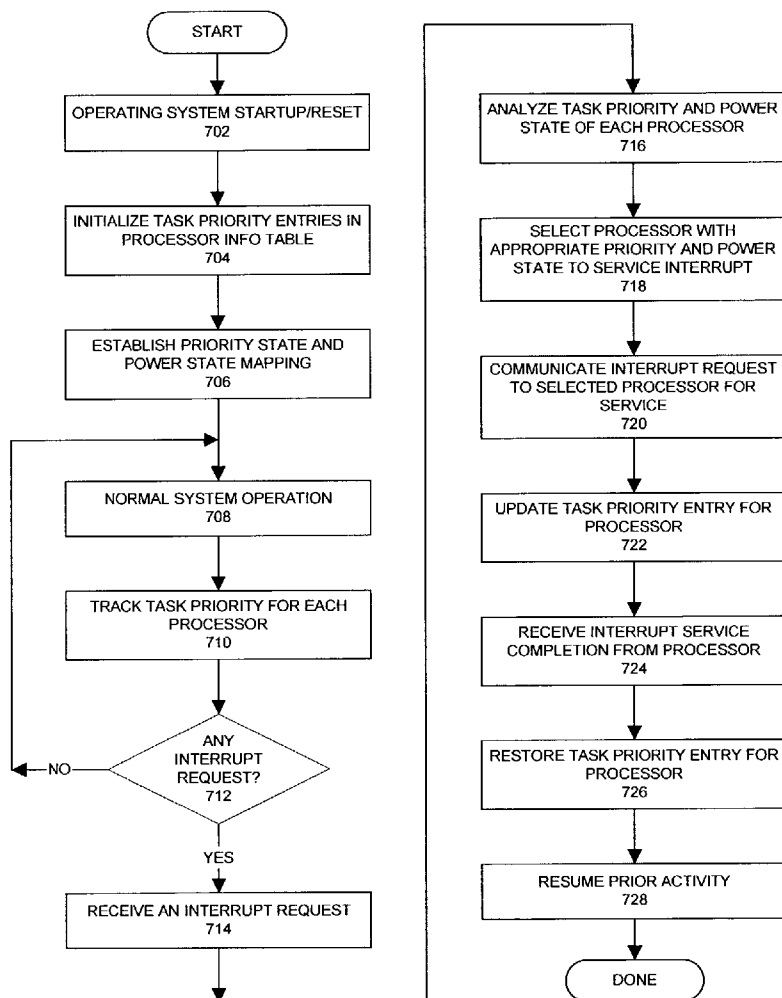 START
OPERATING SYSTEM STARTUP/RESET
702
INITIALIZE TASK PRIORITY ENTRIES IN
PROCESSOR INFO TABLE
704
ESTABLISH PRIORITY STATE AND
POWER STATE MAPPING
706
NORMAL SYSTEM OPERATION
708
TRACK TASK PRIORITY FOR EACH
PROCESSOR
710
ANY
INTERRUPT
REQUEST?
712
NO
YES
RECEIVE AN INTERRUPT REQUEST
714
ANALYZE TASK PRIORITY AND POWER
STATE OF EACH PROCESSOR
716
SELECT PROCESSOR WITH
APPROPRIATE PRIORITY AND POWER
STATE TO SERVICE INTERRUPT
718
COMMUNICATE INTERRUPT REQUEST
TO SELECTED PROCESSOR FOR
SERVICE
720
UPDATE TASK PRIORITY ENTRY FOR
PROCESSOR
722
RECEIVE INTERRUPT SERVICE
COMPLETION FROM PROCESSOR
724
RESTORE TASK PRIORITY ENTRY FOR
PROCESSOR
726
RESUME PRIOR ACTIVITY
728
DONE